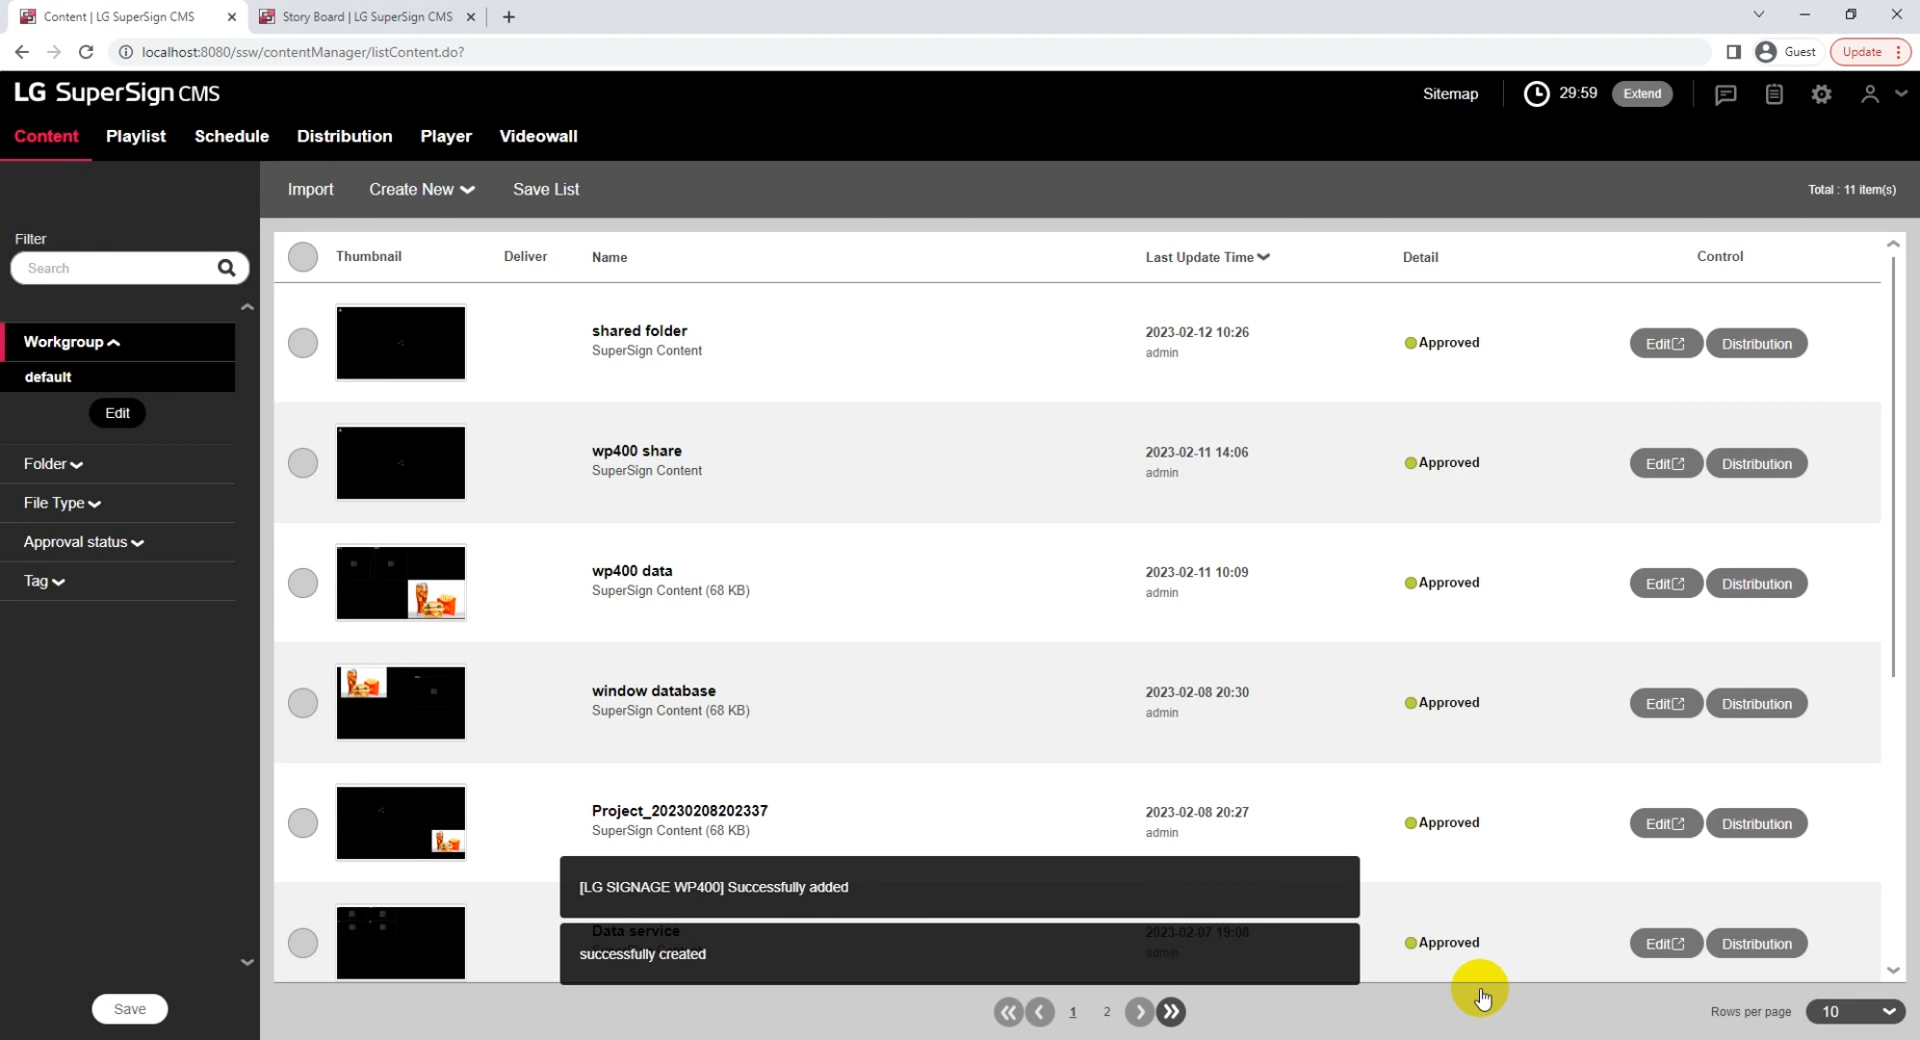 Content | LG SuperSign CMS
Story Board | LG SuperSign CMS
localhost:8080/ssw/contentManager/listContent.do?
Guest
Update
LG SuperSign CMS
Sitemap
29:59
Extend
Content
Playlist
Schedule
Distribution
Player
Videowall
Import
Create New
Save List
Total : 11 item(s)
Filter
Search
Workgroup
default
Edit
Folder
File Type
Approval status
Tag
Save
Thumbnail
Deliver
Name
Last Update Time
Detail
Control
shared folder
SuperSign Content
2023-02-12 10:26
admin
Approved
Edit
Distribution
wp400 share
SuperSign Content
2023-02-11 14:06
admin
Approved
Edit
Distribution
wp400 data
SuperSign Content (68 KB)
2023-02-11 10:09
admin
Approved
Edit
Distribution
window database
SuperSign Content (68 KB)
2023-02-08 20:30
admin
Approved
Edit
Distribution
Project_20230208202337
SuperSign Content (68 KB)
2023-02-08 20:27
admin
Approved
Edit
Distribution
[LG SIGNAGE WP400] Successfully added
Data service
2023-02-07 19:08
admin
successfully created
Approved
Edit
Distribution
1
2
Rows per page
10